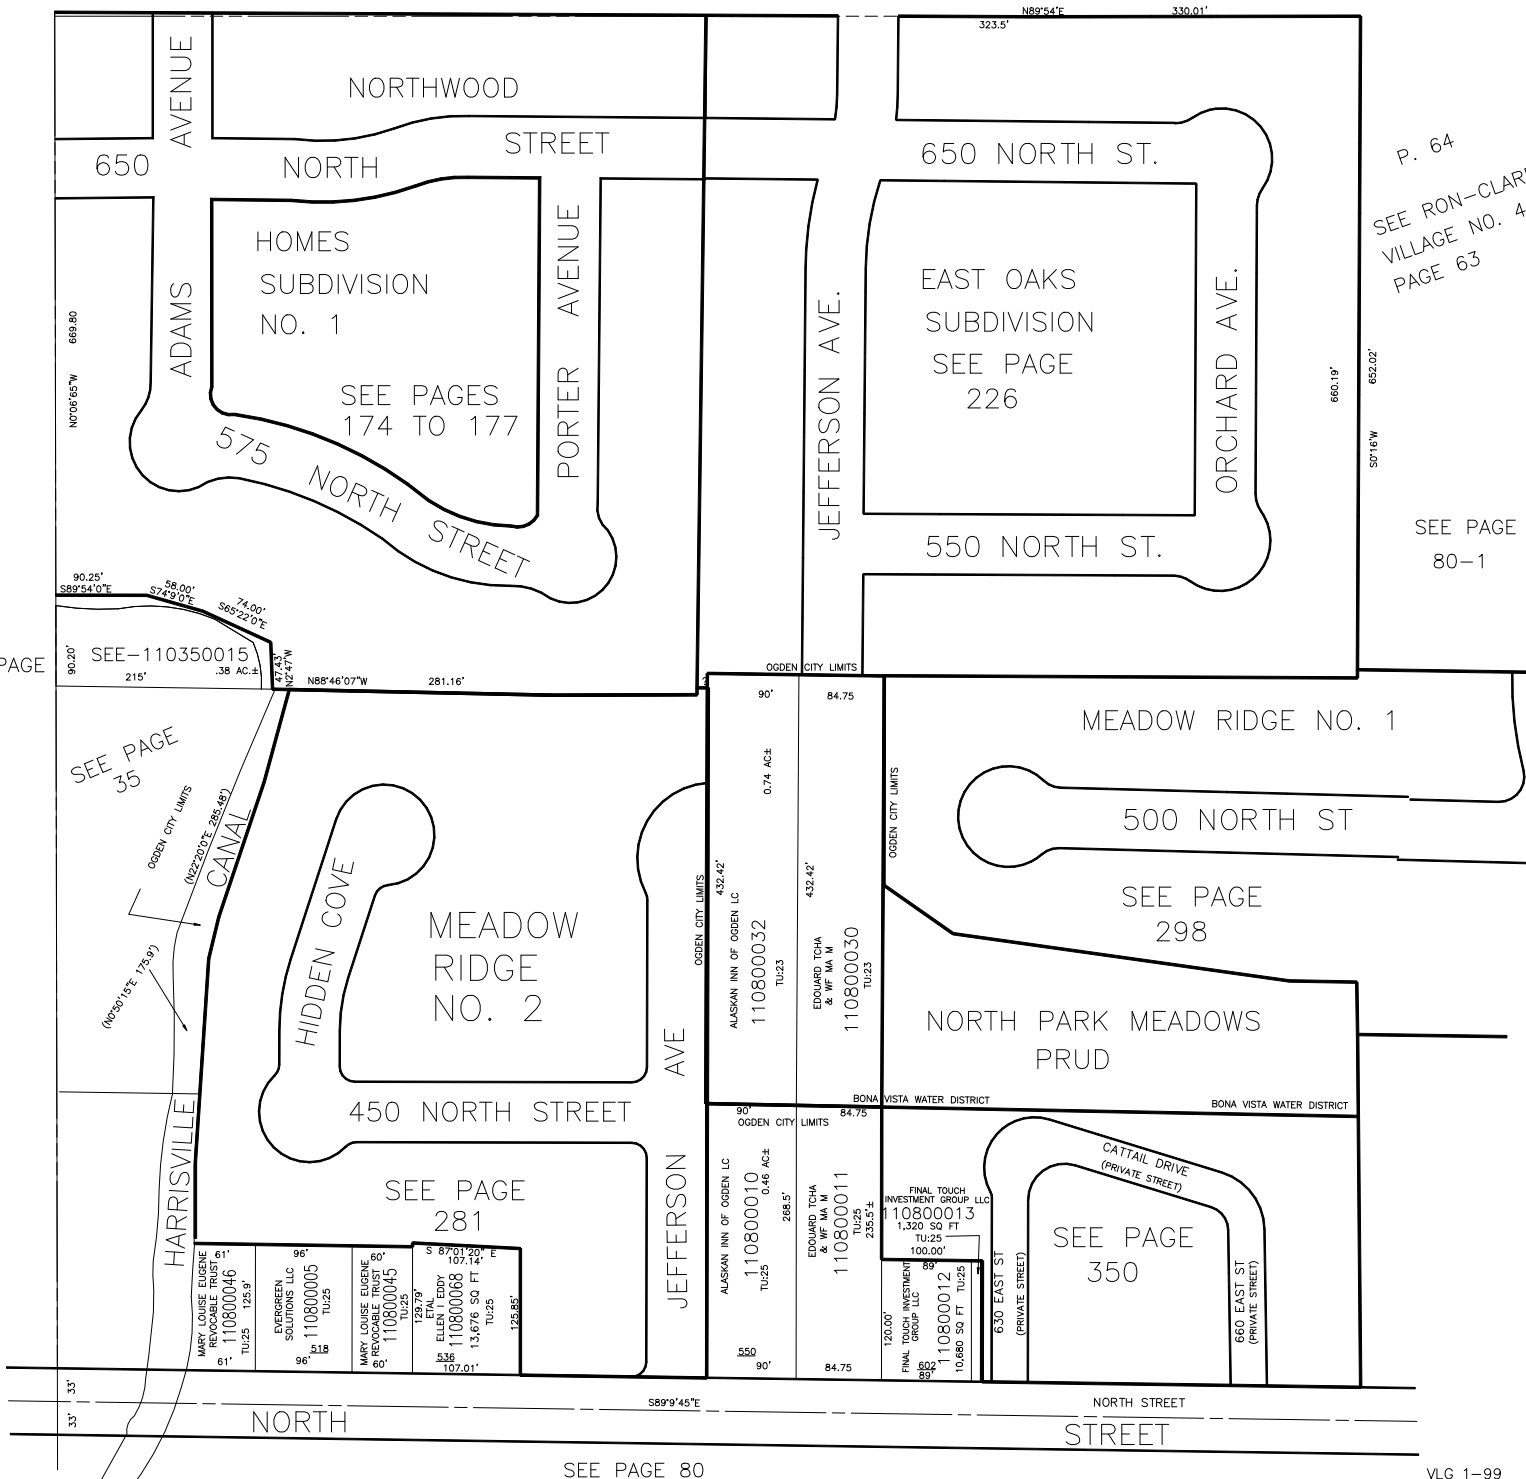 N89°54'E
330.01'
323.5'
NORTHWOOD
AVENUE
STREET
650
NORTH
650 NORTH ST.
P. 64
SEE RON-CLAR
VILLAGE NO. 4
PAGE 63
HOMES
SUBDIVISION
NO. 1
ADAMS
PORTER AVENUE
SEE PAGES
174 TO 177
575 NORTH STREET
669.80
N0°06'65"W
JEFFERSON AVE.
EAST OAKS
SUBDIVISION
SEE PAGE
226
ORCHARD AVE.
660.19'
652.02'
S0°16'W
550 NORTH ST.
SEE PAGE
80-1
90.25'
S89°54'0"E
58.00'
S74°9'0"E
74.00'
S65°22'0"E
PAGE
90.20'
SEE-110350015
.38 AC.±
215'
47.43'
N2°47'W
N88°46'07"W
281.16'
OGDEN CITY LIMITS
90'
84.75
MEADOW RIDGE NO. 1
SEE PAGE
35
OGDEN CITY LIMITS
(N22°20'0"E 285.48')
CANAL
0.74 AC±
OGDEN CITY LIMITS
500 NORTH ST
HIDDEN COVE
MEADOW
RIDGE
NO. 2
OGDEN CITY LIMITS
432.42'
ALASKAN INN OF OGDEN LC
110800032
TU:23
432.42'
EDOUARD TCHA
& WF MA M
110800030
TU:23
SEE PAGE
298
(N0°50'15"E 175.9')
NORTH PARK MEADOWS
PRUD
AVE
450 NORTH STREET
BONA VISTA WATER DISTRICT
BONA VISTA WATER DISTRICT
90'
84.75
OGDEN CITY LIMITS
HARRISVILLE
SEE PAGE
281
JEFFERSON
ALASKAN INN OF OGDEN LC
110800010
TU:25
0.46 AC±
268.5'
EDOUARD TCHA
& WF MA M
110800011
TU:25
235.5'±
FINAL TOUCH
INVESTMENT GROUP LLC
110800013
1,320 SQ FT
TU:25
100.00'
89'
CATTAIL DRIVE
(PRIVATE STREET)
SEE PAGE
350
630 EAST ST
(PRIVATE STREET)
660 EAST ST
(PRIVATE STREET)
61'
MARY LOUISE EUGENE
REVOCABLE TRUST
110800046
TU:25
125.9'
61'
96'
EVERGREEN
SOLUTIONS LLC
110800005
TU:25
518
96'
60'
MARY LOUISE EUGENE
REVOCABLE TRUST
110800045
TU:25
60'
S 87°01'20" E
107.14'
129.79'
ETAL
ELLEN I EDDY
110800068
13,676 SQ FT
TU:25
125.85'
536
107.01'
550
90'
84.75
120.00'
FINAL TOUCH INVESTMENT
GROUP LLC
110800012
10,680 SQ FT TU:25
602
89'
33'
33'
S89°9'45"E
NORTH STREET
NORTH
STREET
SEE PAGE 80
VLG 1-99